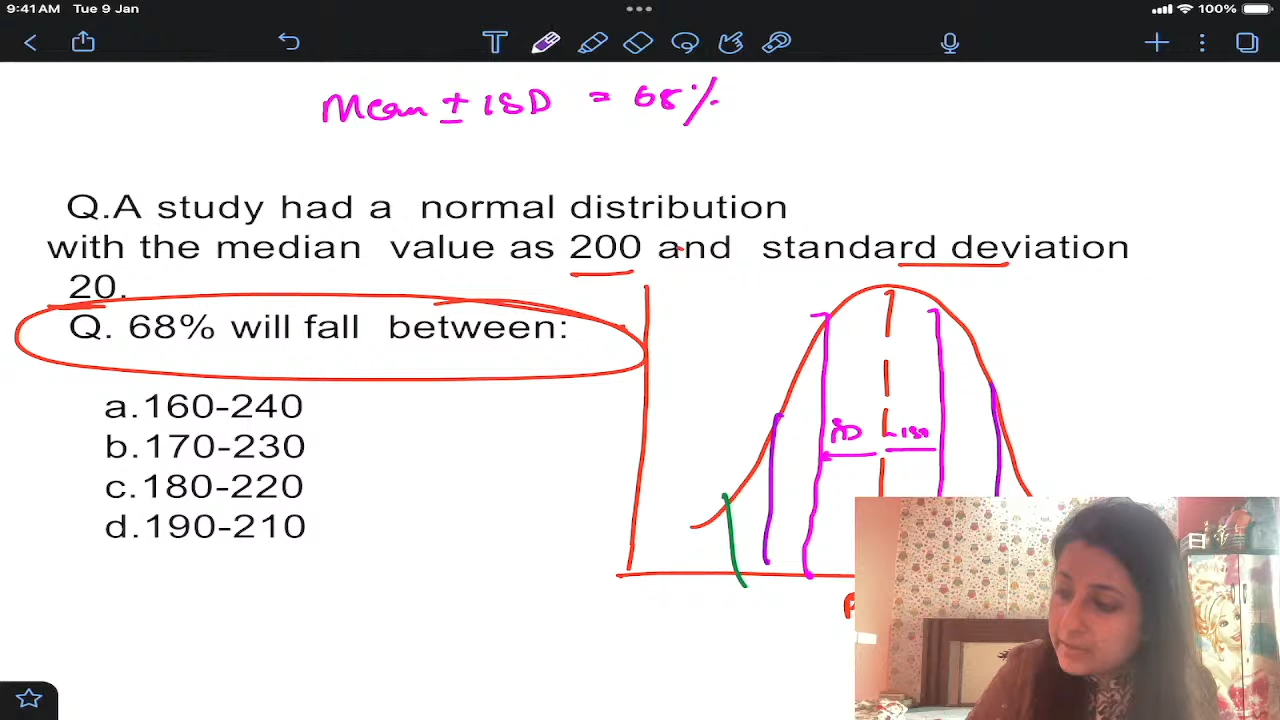 9:41 AM Tue 9 Jan
100%
Mean ± 1SD = 68%
Q.A study had a normal distribution
with the median value as 200 and standard deviation
20.
Q. 68% will fall between:
a.160-240
b.170-230
c.180-220
d.190-210
1SD